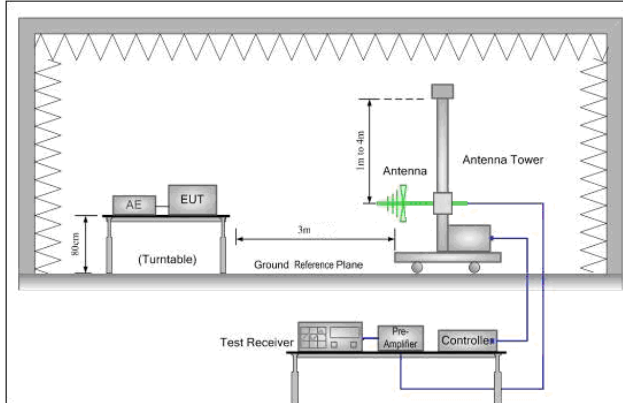 1m to 4m
Antenna
Antenna Tower
AE
EUT
80cm
(Turntable)
3m
Ground Reference Plane
Test Receiver
Pre-
Amplifier
Controller